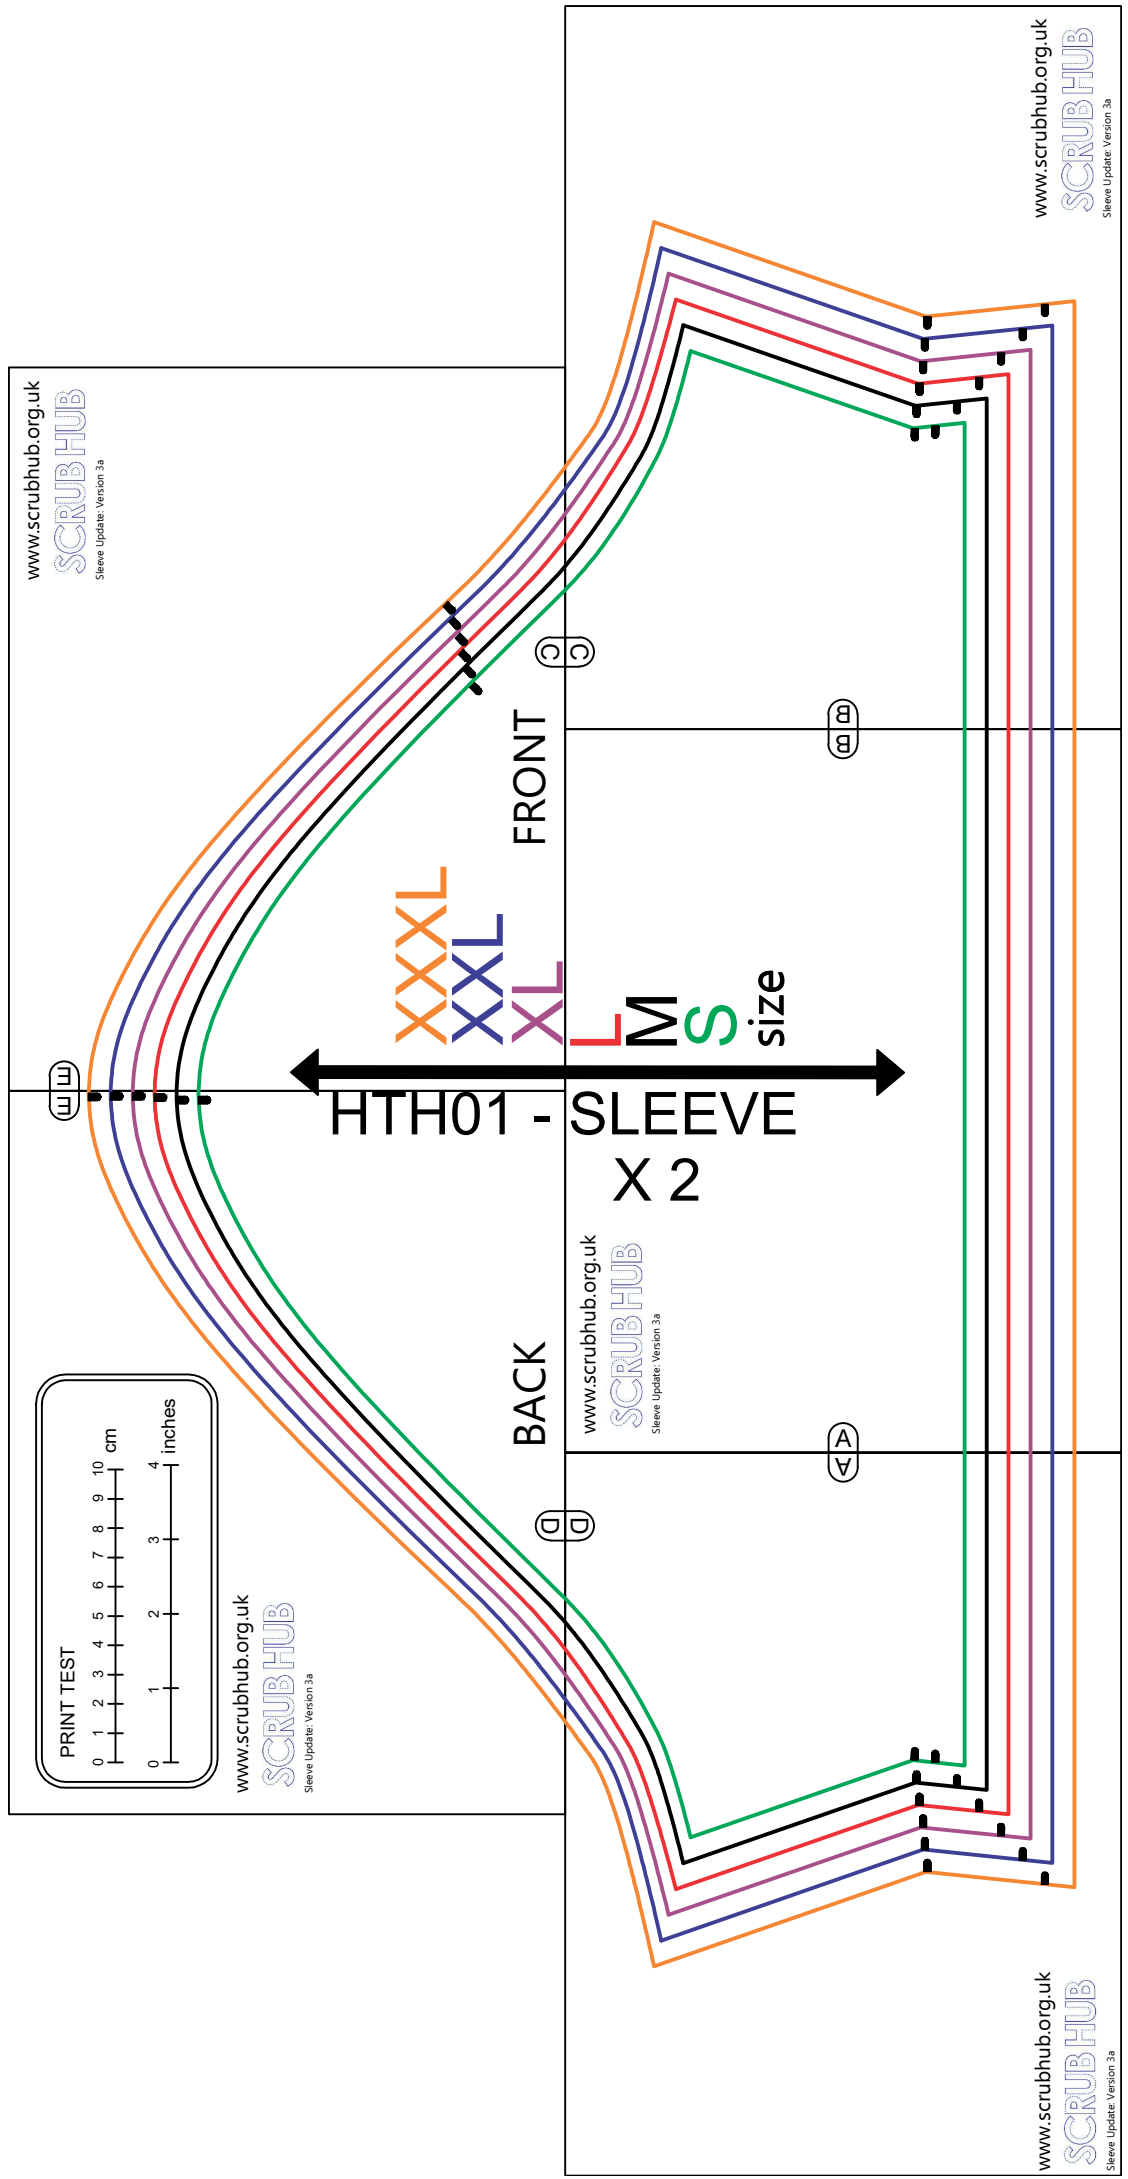 www.scrubhub.org.uk
SCRUB HUB
Sleeve Update: Version 3a
www.scrubhub.org.uk
SCRUB HUB
Sleeve Update: Version 3a
C
C
B
B
FRONT
XXXL
XXL
XL
L
M
S
size
E
E
HTH01 - SLEEVE
X 2
www.scrubhub.org.uk
SCRUB HUB
Sleeve Update: Version 3a
BACK
A
A
D
D
PRINT TEST
0 1 2 3 4 5 6 7 8 9 10 cm
0 1 2 3 4 inches
www.scrubhub.org.uk
SCRUB HUB
Sleeve Update: Version 3a
www.scrubhub.org.uk
SCRUB HUB
Sleeve Update: Version 3a